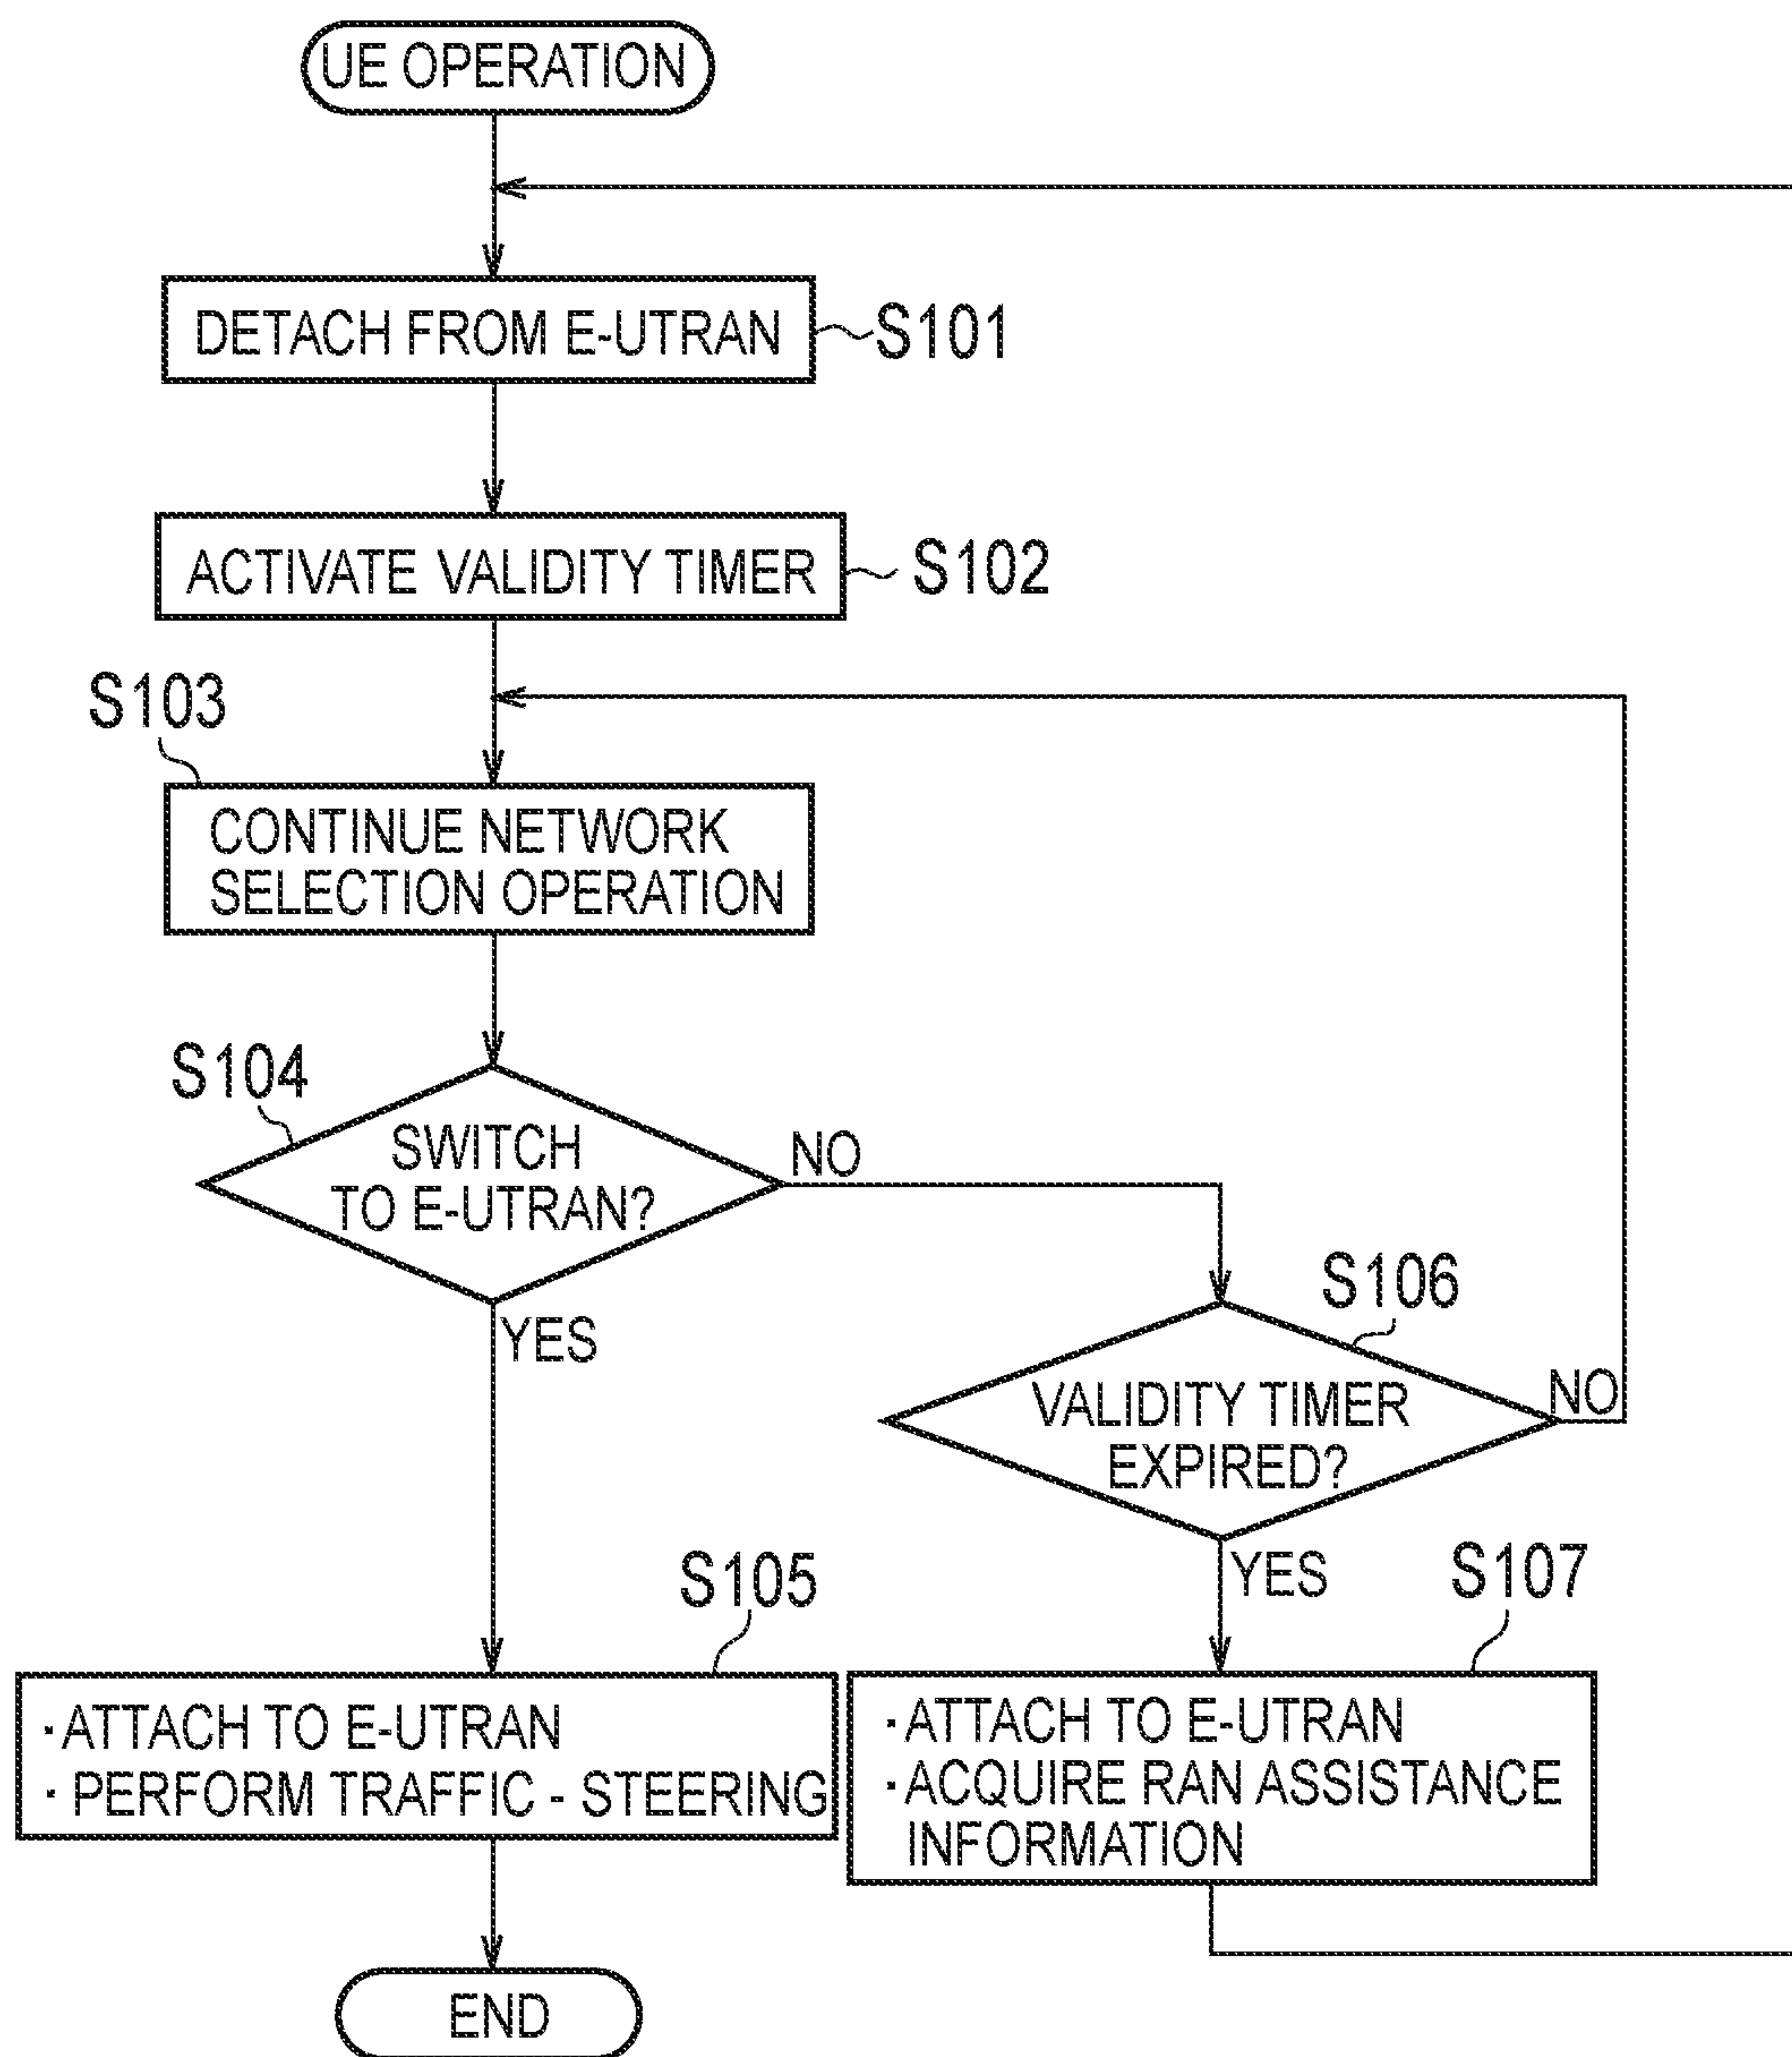 UE OPERATION
DETACH FROM E-UTRAN
S101
ACTIVATE VALIDITY TIMER
S102
S103
CONTINUE NETWORK
SELECTION OPERATION
S104
SWITCH
TO E-UTRAN?
NO
YES
S106
VALIDITY TIMER
EXPIRED?
NO
YES
S105
· ATTACH TO E-UTRAN
· PERFORM TRAFFIC - STEERING
S107
· ATTACH TO E-UTRAN
· ACQUIRE RAN ASSISTANCE
INFORMATION
END